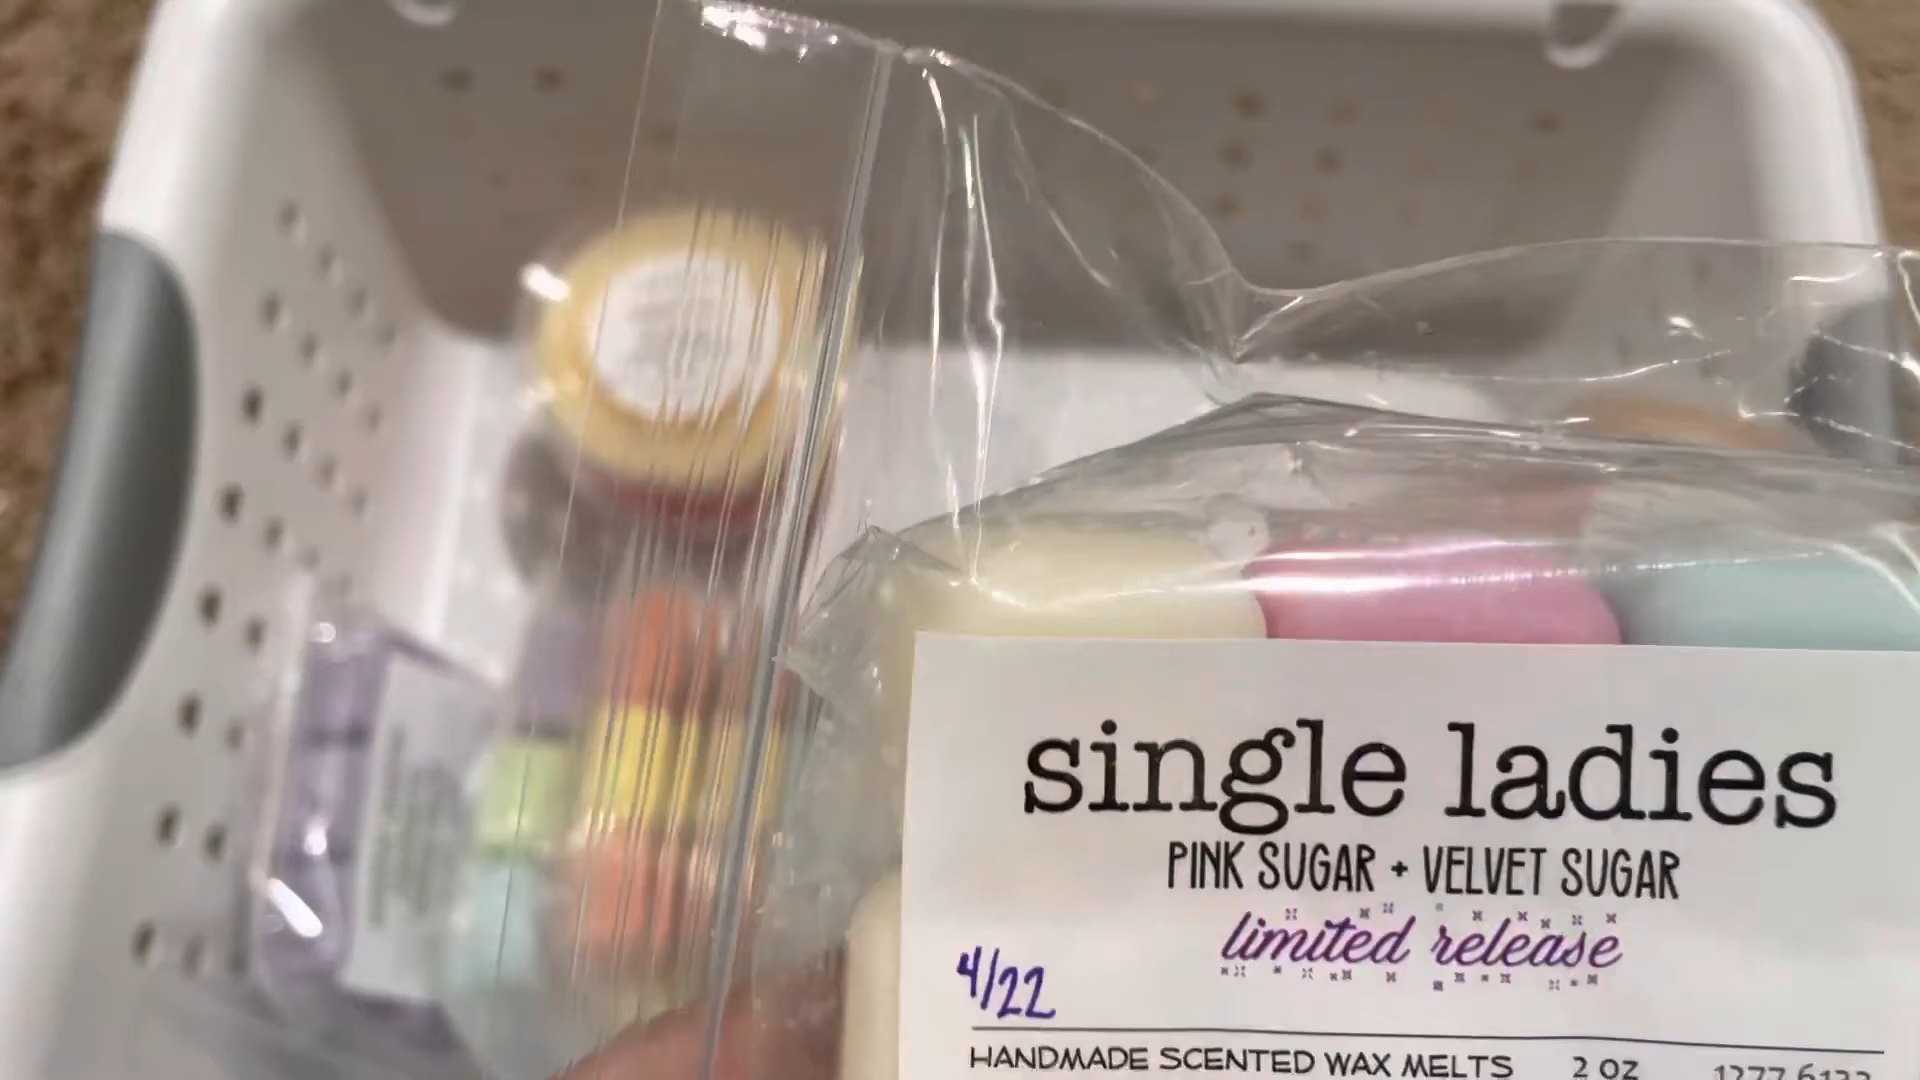 single ladies
PINK SUGAR + VELVET SUGAR
limited release
4/22
HANDMADE SCENTED WAX MELTS 2 OZ